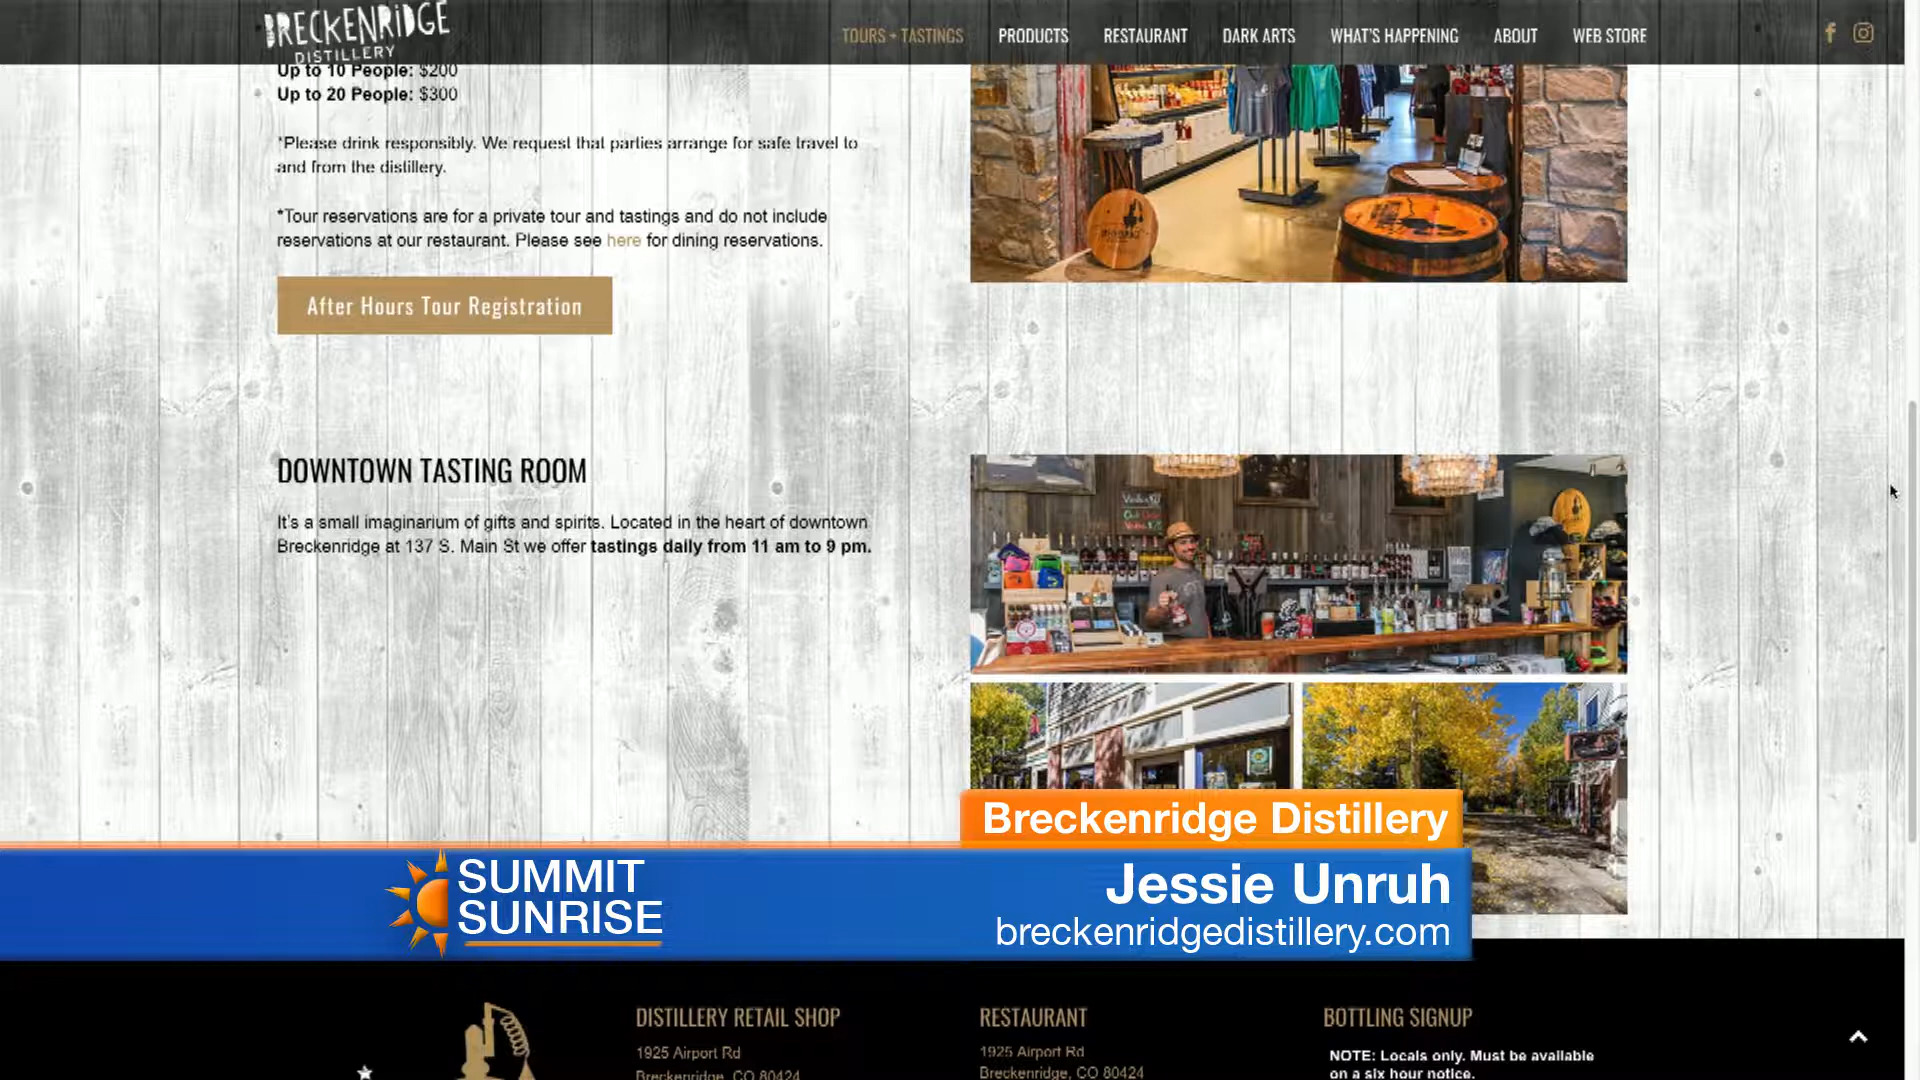 BRECKENRIDGE
DISTILLERY
TOURS + TASTINGS
PRODUCTS
RESTAURANT
DARK ARTS
WHAT'S HAPPENING
ABOUT
WEB STORE
Up to 10 People: $200
Up to 20 People: $300
*Please drink responsibly. We request that parties arrange for safe travel to
and from the distillery.
*Tour reservations are for a private tour and tastings and do not include
reservations at our restaurant. Please see here for dining reservations.
After Hours Tour Registration
DOWNTOWN TASTING ROOM
It's a small imaginarium of gifts and spirits. Located in the heart of downtown
Breckenridge at 137 S. Main St we offer tastings daily from 11 am to 9 pm.
Breckenridge Distillery
SUMMIT
SUNRISE
Jessie Unruh
breckenridgedistillery.com
DISTILLERY RETAIL SHOP
1925 Airport Rd
Breckenridge, CO 80424
RESTAURANT
1925 Airport Rd
Breckenridge, CO 80424
BOTTLING SIGNUP
NOTE: Locals only. Must be available
on a six hour notice.